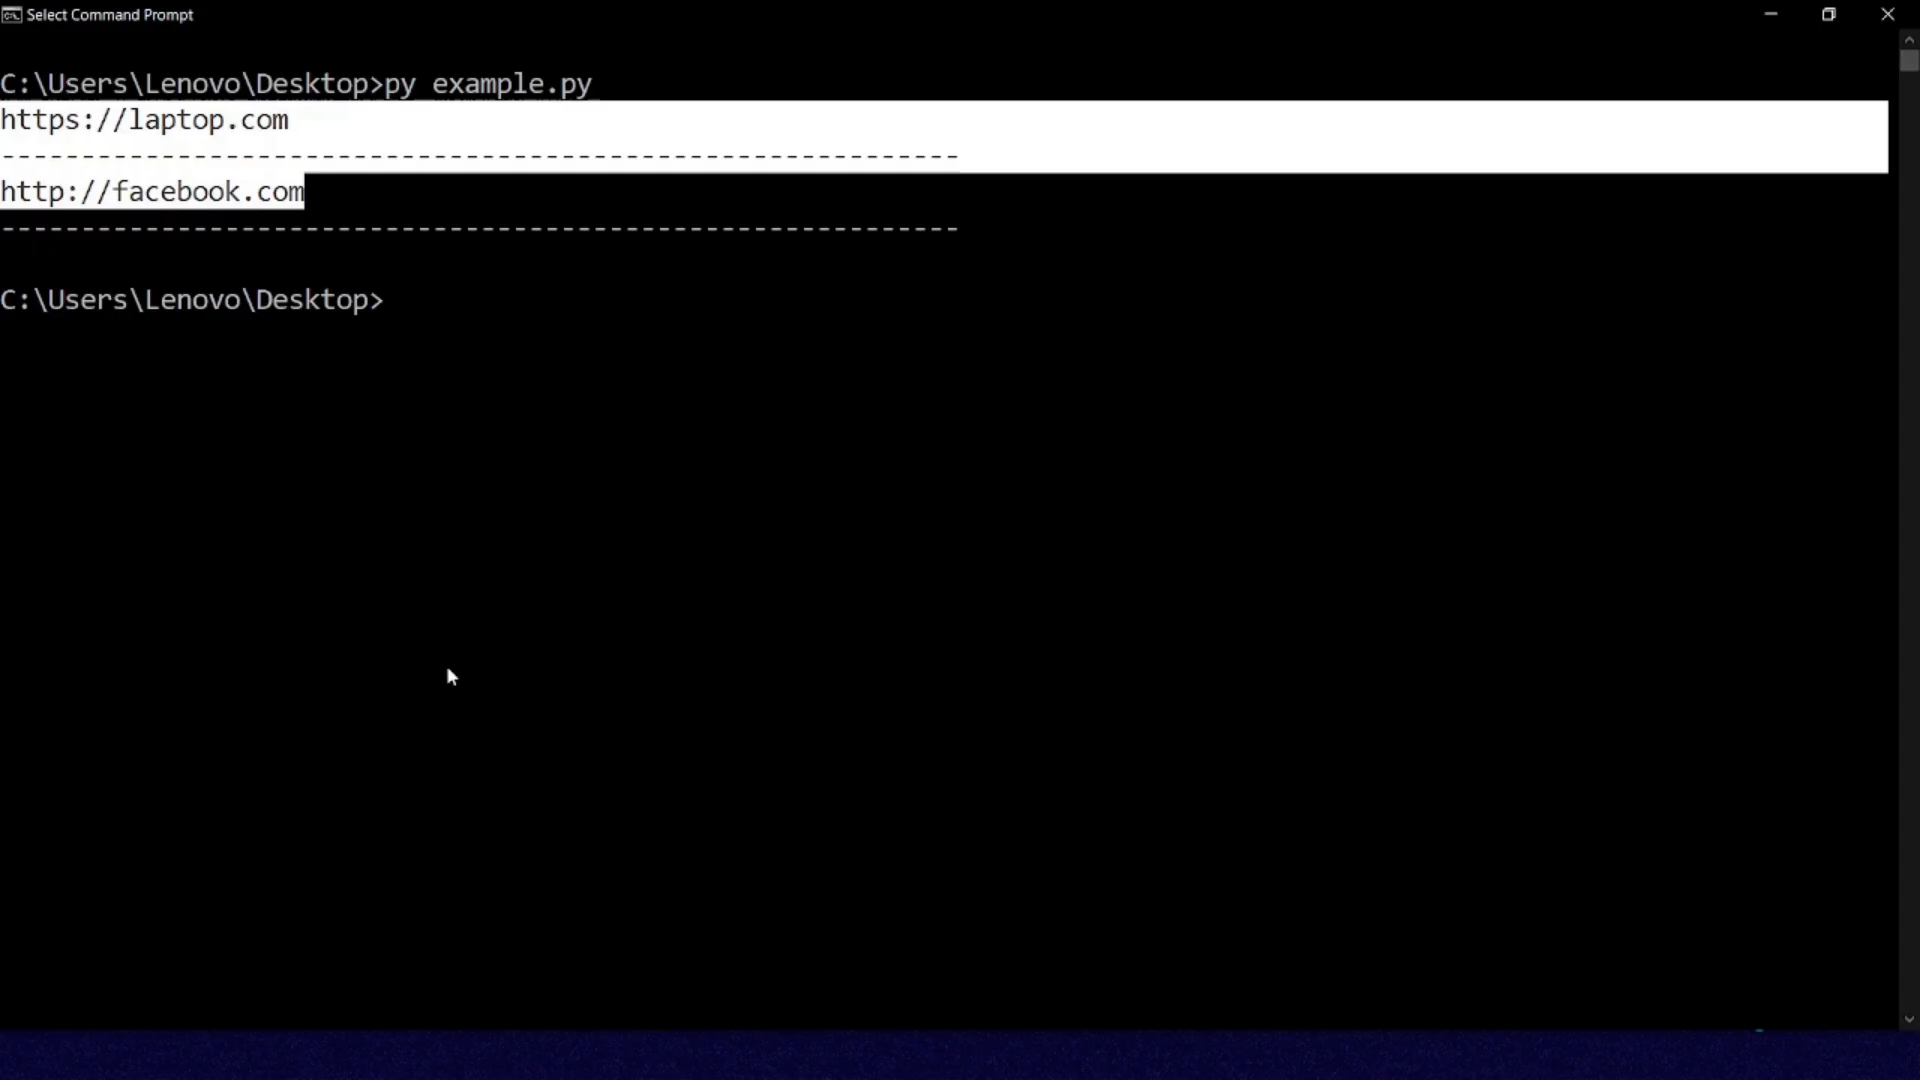 Select Command Prompt
C:\Users\Lenovo\Desktop>py example.py
https://laptop.com
------------------------------------------------------------
http://facebook.com
------------------------------------------------------------
C:\Users\Lenovo\Desktop>